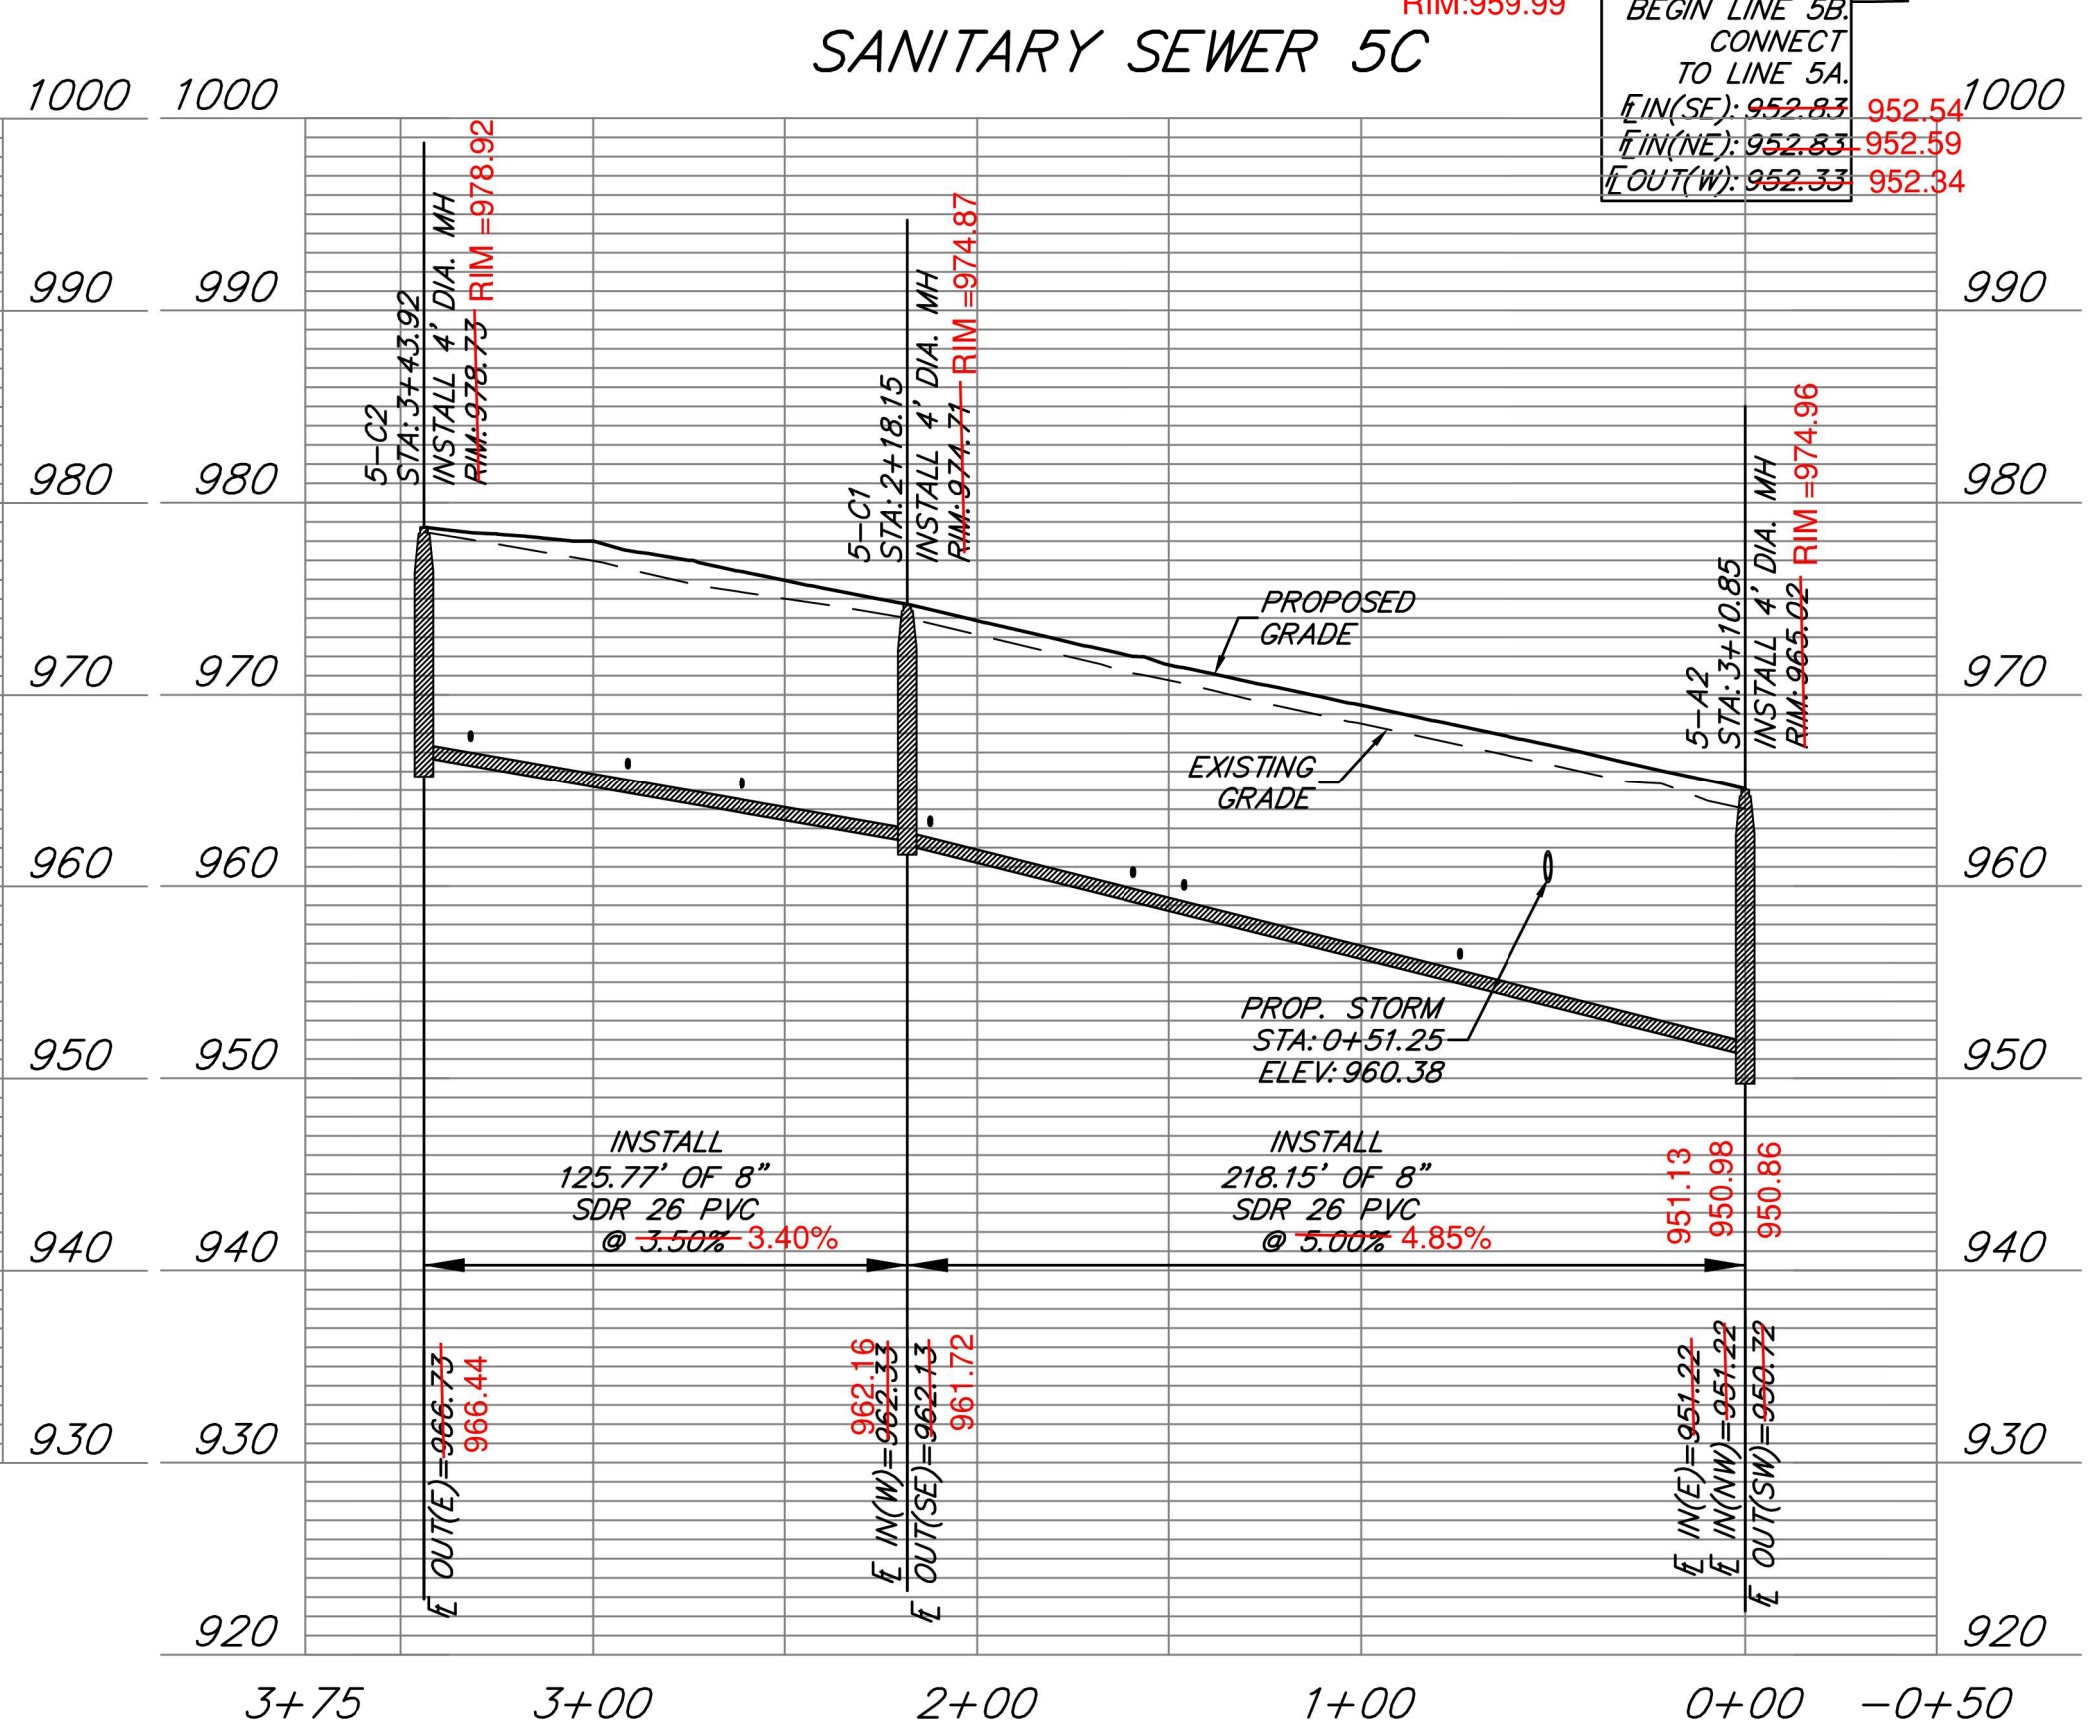 RIM:959.99
BEGIN LINE 5B.
CONNECT
TO LINE 5A.
℄ IN(SE): 952.83 952.54
℄ IN(NE): 952.83 952.59
℄ OUT(W): 952.33 952.34
SANITARY SEWER 5C
1000 1000 1000
990 990 990
980 980 980
970 970 970
960 960 960
950 950 950
940 940 940
930 930 930
920 920
5-C2
STA: 3+43.92
INSTALL 4' DIA. MH
RIM: 978.73 RIM =978.92
5-C1
STA: 2+18.15
INSTALL 4' DIA. MH
RIM: 974.71 RIM =974.87
5-A2
STA: 3+10.85
INSTALL 4' DIA. MH
RIM: 965.02 RIM =974.96
PROPOSED
GRADE
EXISTING
GRADE
PROP. STORM
STA: 0+51.25
ELEV: 960.38
INSTALL
125.77' OF 8"
SDR 26 PVC
@ 3.50% 3.40%
INSTALL
218.15' OF 8"
SDR 26 PVC
@ 5.00% 4.85%
951.13
950.98
950.86
℄ OUT(E)=966.73
966.44
962.16
℄ IN(W)=962.33
℄ OUT(SE)=962.13
961.72
℄ IN(E)=951.22
℄ IN(NW)=951.22
℄ OUT(SW)=950.72
3+75 3+00 2+00 1+00 0+00 -0+50